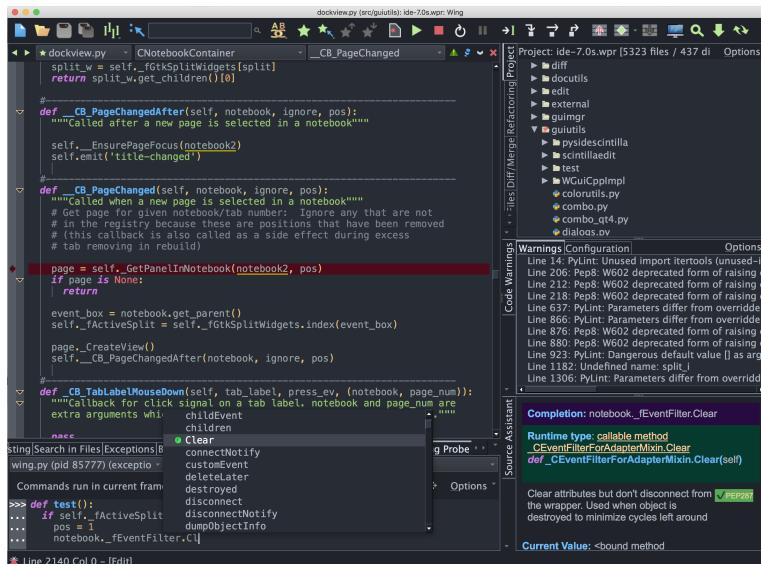 dockview.py (src/guiutils): ide-7.0s.wpr: Wing
dockview.py
CNotebookContainer
__CB_PageChanged
split_w = self._fGtkSplitWidgets[split]
return split_w.get_children()[0]
#
def __CB_PageChangedAfter(self, notebook, ignore, pos):
"""Called after a new page is selected in a notebook"""
self.__EnsurePageFocus(notebook2)
self.emit('title-changed')
#
def __CB_PageChanged(self, notebook, ignore, pos):
"""Called when a new page is selected in a notebook"""
# Get page for given notebook/tab number:  Ignore any that are not
# in the registry because these are positions that have been removed
# (this callback is also called as a side effect during excess
# tab removing in rebuild)
page = self._GetPanelInNotebook(notebook2, pos)
if page is None:
return
event_box = notebook.get_parent()
self._fActiveSplit = self._fGtkSplitWidgets.index(event_box)
page._CreateView()
self.__CB_PageChangedAfter(notebook, ignore, pos)
#
def _CB_TabLabelMouseDown(self, tab_label, press_ev, (notebook, page_num)):
"""Callback for click signal on a tab label. notebook and page_num are
extra arguments whi
."""
pass
childEvent
children
Clear
connectNotify
customEvent
deleteLater
destroyed
disconnect
disconnectNotify
dumpObjectInfo
sting Search in Files Exceptions B
g Probe
wing.py (pid 85777) (exceptio
Commands run in current fram
Options
>>> def test():
... if self._fActiveSplit
... pos = 1
... notebook._fEventFilter.Cl
Line 2140 Col 0 – [Edit]
Project
Refactoring
Diff/Merge
Files
Project: ide-7.0s.wpr [5323 files / 437 di
Options
diff
docutils
edit
external
guimgr
guiutils
pysidescintilla
scintillaedit
test
WGuiCppImpl
colorutils.py
combo.py
combo_qt4.py
dialogs.py
Code Warnings
Warnings
Configuration
Options
Line 14: PyLint: Unused import itertools (unused-i
Line 206: Pep8: W602 deprecated form of raising
Line 212: Pep8: W602 deprecated form of raising
Line 218: Pep8: W602 deprecated form of raising
Line 637: PyLint: Parameters differ from overridde
Line 866: PyLint: Parameters differ from overridde
Line 876: Pep8: W602 deprecated form of raising
Line 880: Pep8: W602 deprecated form of raising
Line 923: PyLint: Dangerous default value [] as arg
Line 1182: Undefined name: split_i
Line 1306: PyLint: Parameters differ from overridd
Source Assistant
Completion: notebook._fEventFilter.Clear
Runtime type: callable method
_CEventFilterForAdapterMixin.Clear
def _CEventFilterForAdapterMixin.Clear(self)
Clear attributes but don't disconnect from
✓PEP287
the wrapper. Used when object is
destroyed to minimize cycles left around
Current Value: <bound method